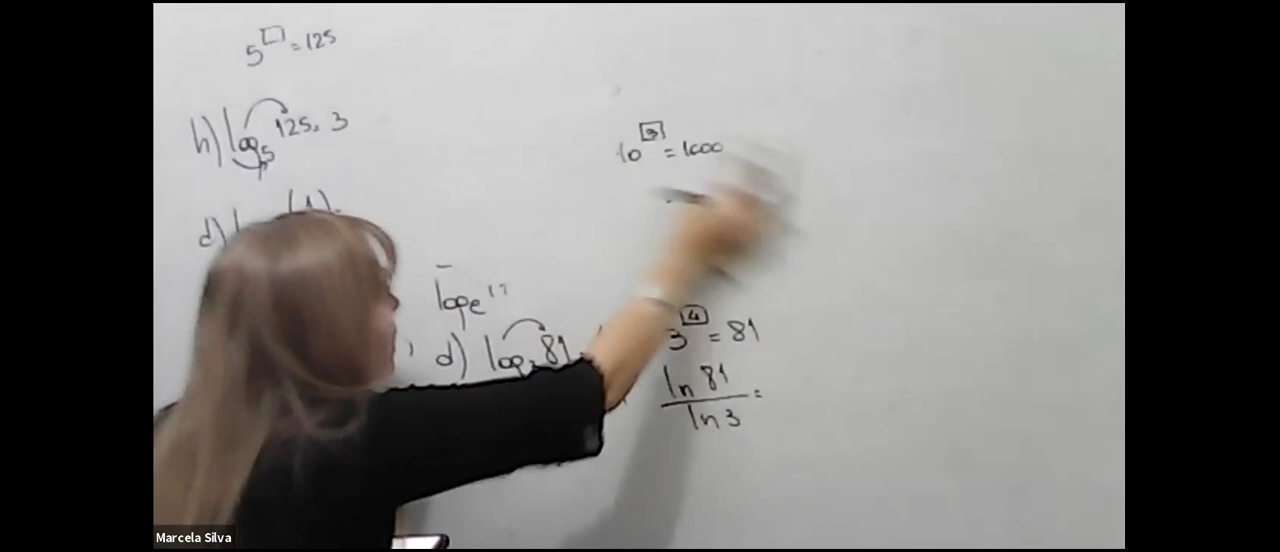 5^□ = 125
h) log₅ 125 = 3
10^3 = 1000
d)
log e
3^4 = 81
d) log₃ 81
ln 81
ln 3 =
Marcela Silva